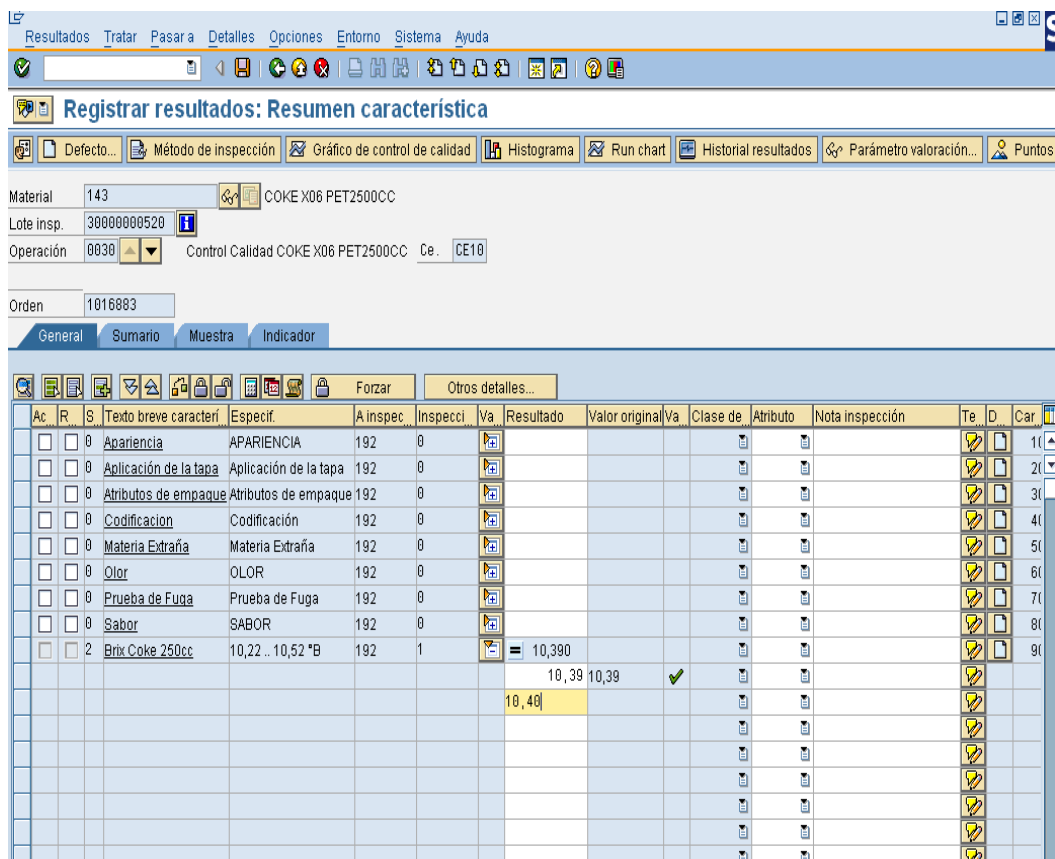 Resultados Tratar Pasar a Detalles Opciones Entorno Sistema Ayuda
Registrar resultados: Resumen característica
Defecto... Método de inspección Gráfico de control de calidad Histograma Run chart Historial resultados Parámetro valoración... Puntos
Material 143 COKE X06 PET2500CC
Lote insp. 30000000520
Operación 0030 Control Calidad COKE X06 PET2500CC Ce. CE10
Orden 1016883
General Sumario Muestra Indicador
Forzar Otros detalles...
Ac... R... S Texto breve caracterí Especif. A inspec Inspecci Va Resultado Valor original Va Clase de Atributo Nota inspección Te D... Car
0 Apariencia APARIENCIA 192 0
0 Aplicación de la tapa Aplicación de la tapa 192 0
0 Atributos de empaque Atributos de empaque 192 0
0 Codificacion Codificación 192 0
0 Materia Extraña Materia Extraña 192 0
0 Olor OLOR 192 0
0 Prueba de Fuga Prueba de Fuga 192 0
0 Sabor SABOR 192 0
2 Brix Coke 250cc 10,22 .. 10,52 °B 192 1 = 10,390
10,39 10,39
10,40